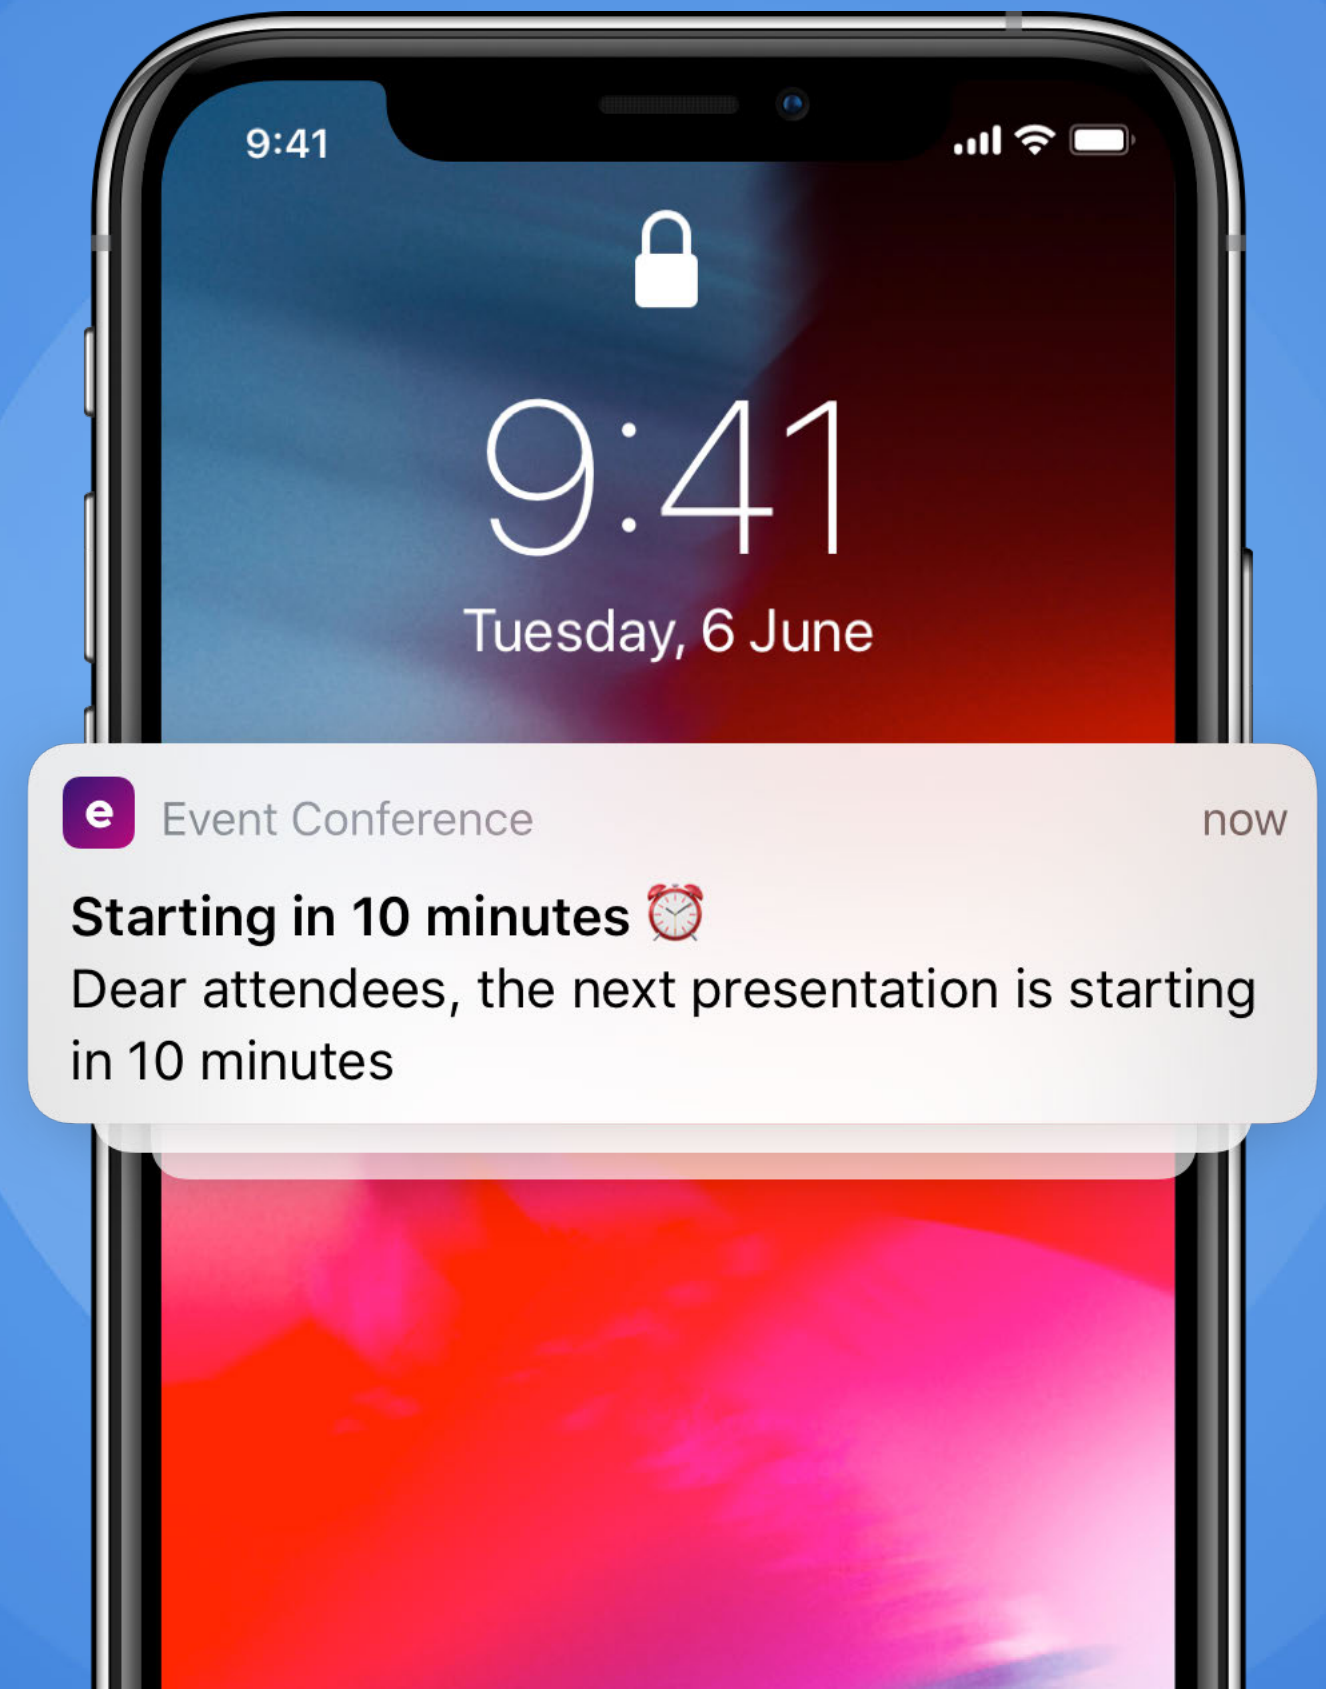 9:41
9:41
Tuesday, 6 June
e
Event Conference
now
Starting in 10 minutes ⏰
Dear attendees, the next presentation is starting
in 10 minutes